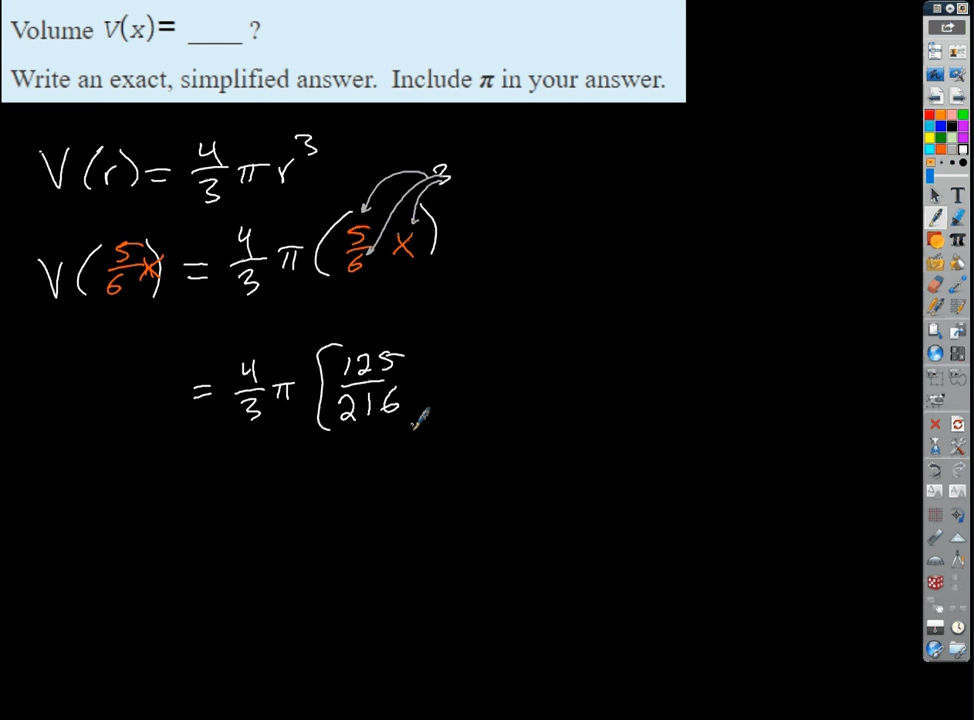 Volume V(x)= ____ ?
Write an exact, simplified answer. Include π in your answer.
V(r) = 4/3 π r³
V(5/6 x) = 4/3 π (5/6 x)³
= 4/3 π [125/216